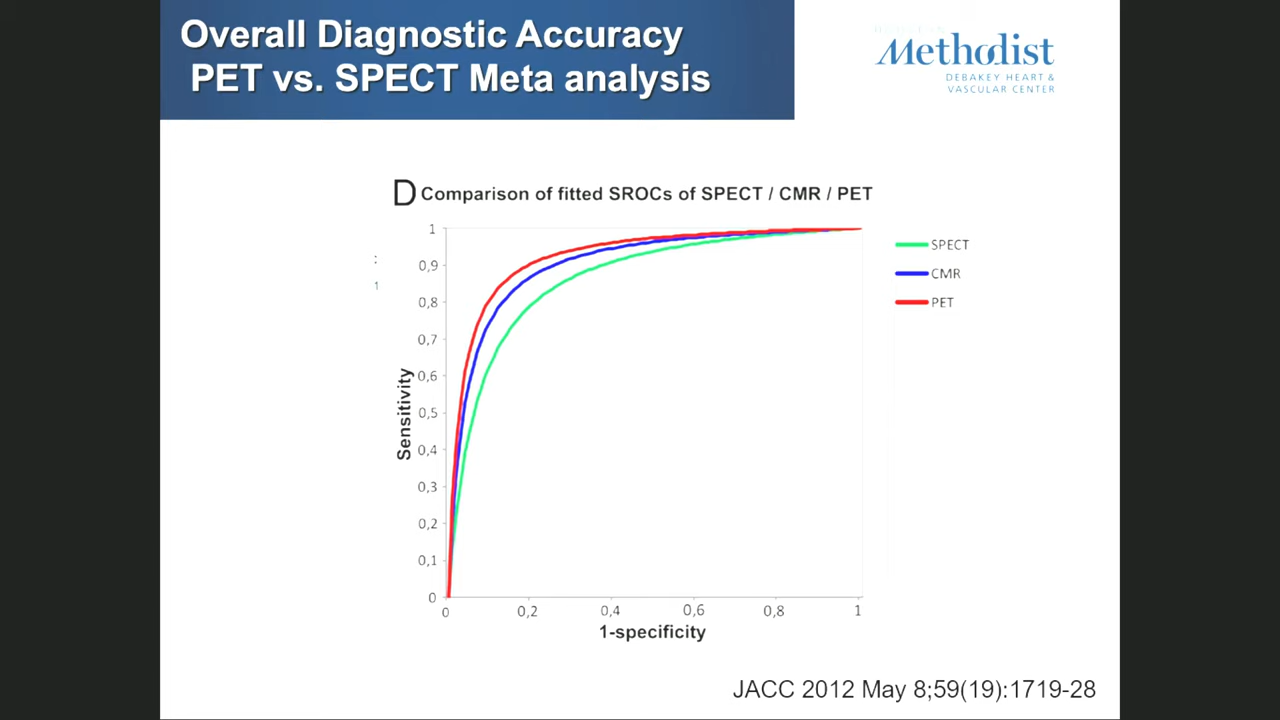 Overall Diagnostic Accuracy
PET vs. SPECT Meta analysis
Methodist
DEBAKEY HEART &
VASCULAR CENTER
D Comparison of fitted SROCs of SPECT / CMR / PET
SPECT
CMR
PET
Sensitivity
1
0,9
0,8
0,7
0,6
0,5
0,4
0,3
0,2
0,1
0
0 0,2 0,4 0,6 0,8 1
1-specificity
:
1
JACC 2012 May 8;59(19):1719-28